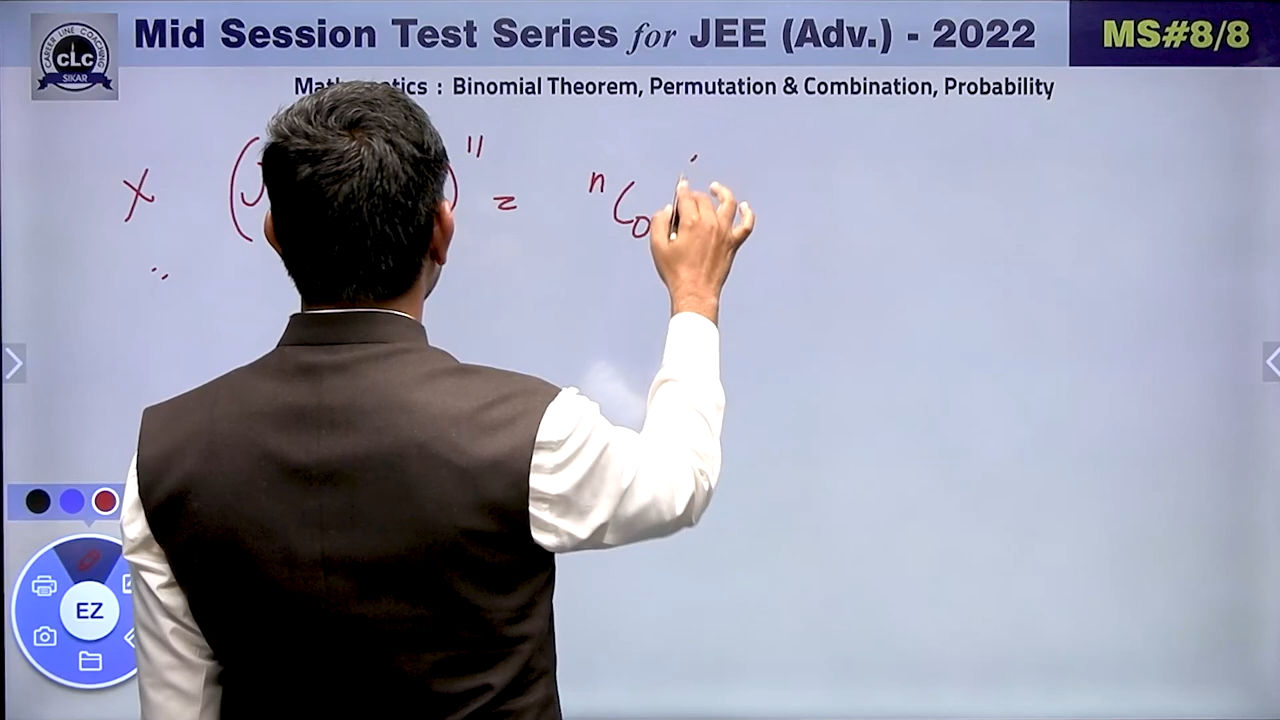 CAREER LINE COACHING
CLC
SIKAR
Mid Session Test Series for JEE (Adv.) - 2022
MS#8/8
: Binomial Theorem, Permutation & Combination, Probability
X ( )" = ⁿC₀
EZ